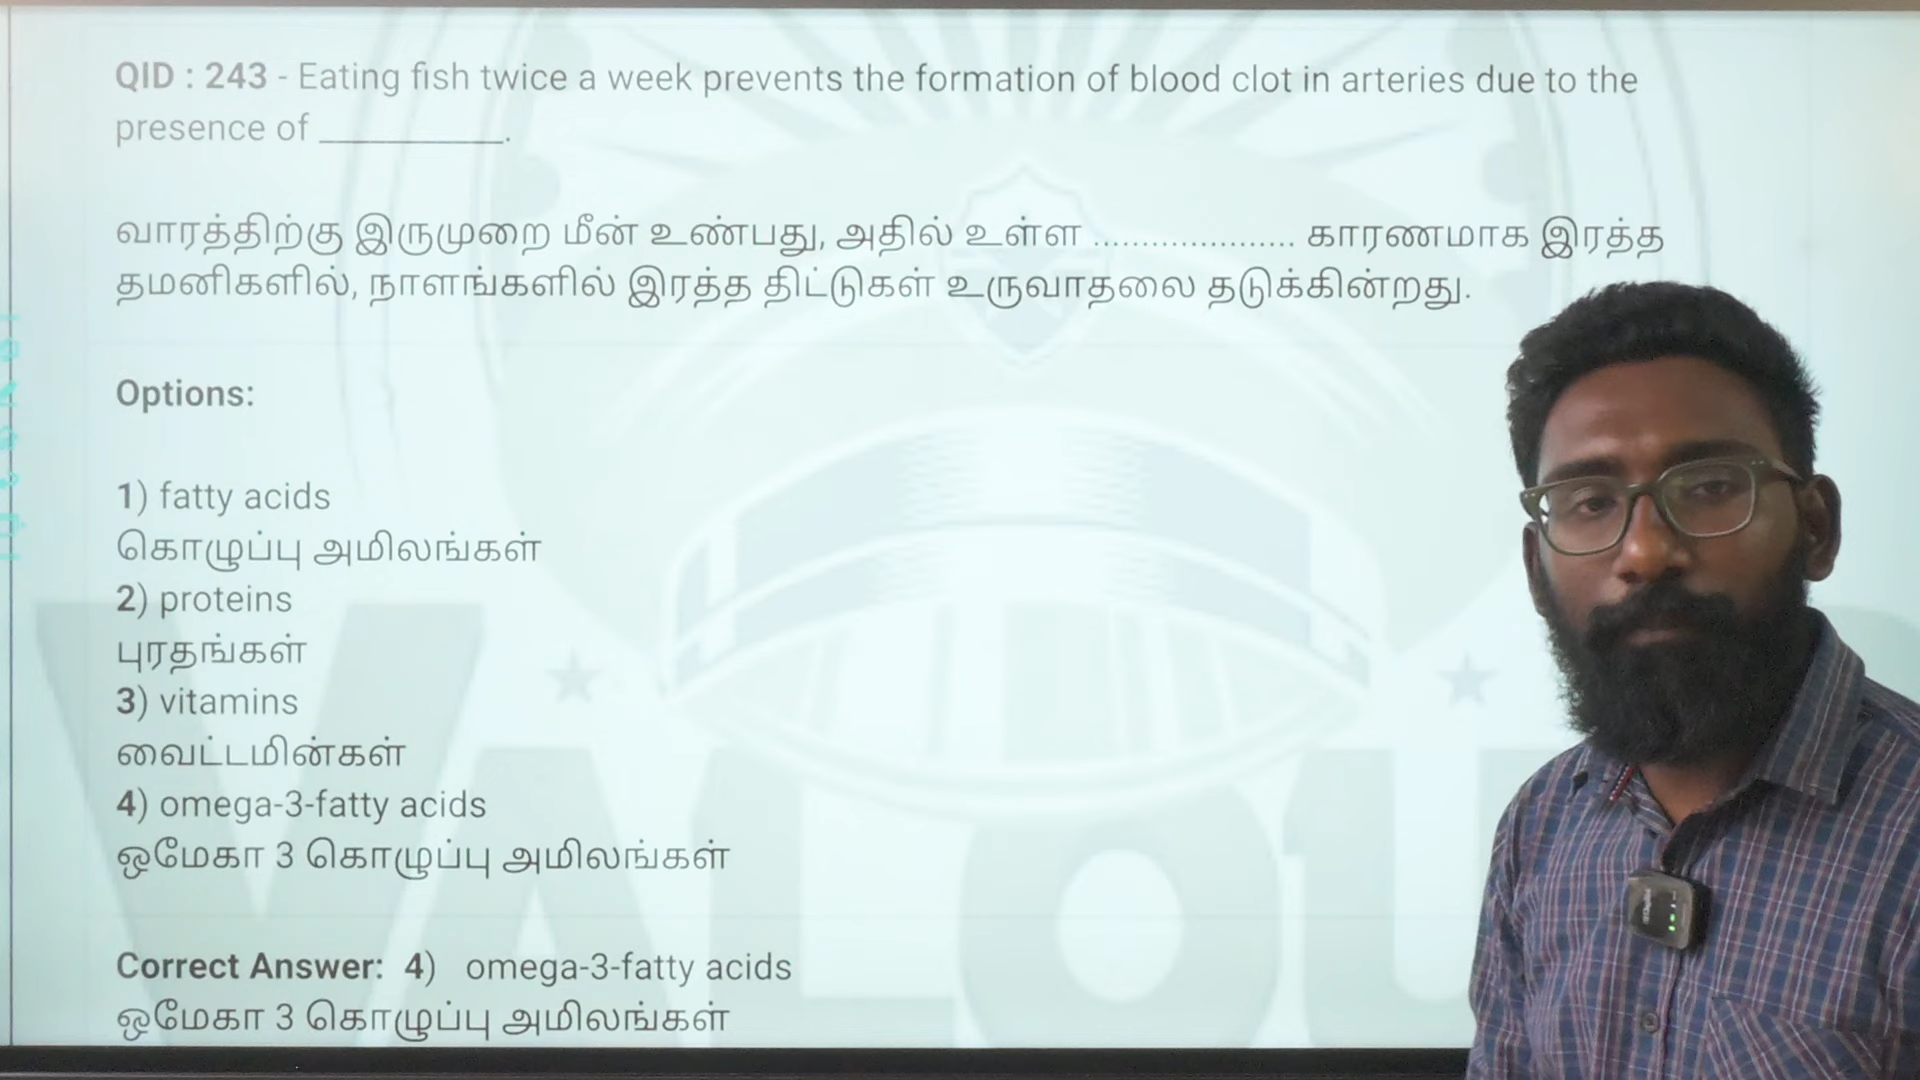 QID : 243 - Eating fish twice a week prevents the formation of blood clot in arteries due to the
presence of __________.
வாரத்திற்கு இருமுறை மீன் உண்பது, அதில் உள்ள ..................... காரணமாக இரத்த
தமனிகளில், நாளங்களில் இரத்த திட்டுகள் உருவாதலை தடுக்கின்றது.
Options:
1) fatty acids
கொழுப்பு அமிலங்கள்
2) proteins
புரதங்கள்
3) vitamins
வைட்டமின்கள்
4) omega-3-fatty acids
ஒமேகா 3 கொழுப்பு அமிலங்கள்
Correct Answer: 4) omega-3-fatty acids
ஒமேகா 3 கொழுப்பு அமிலங்கள்
VALOU